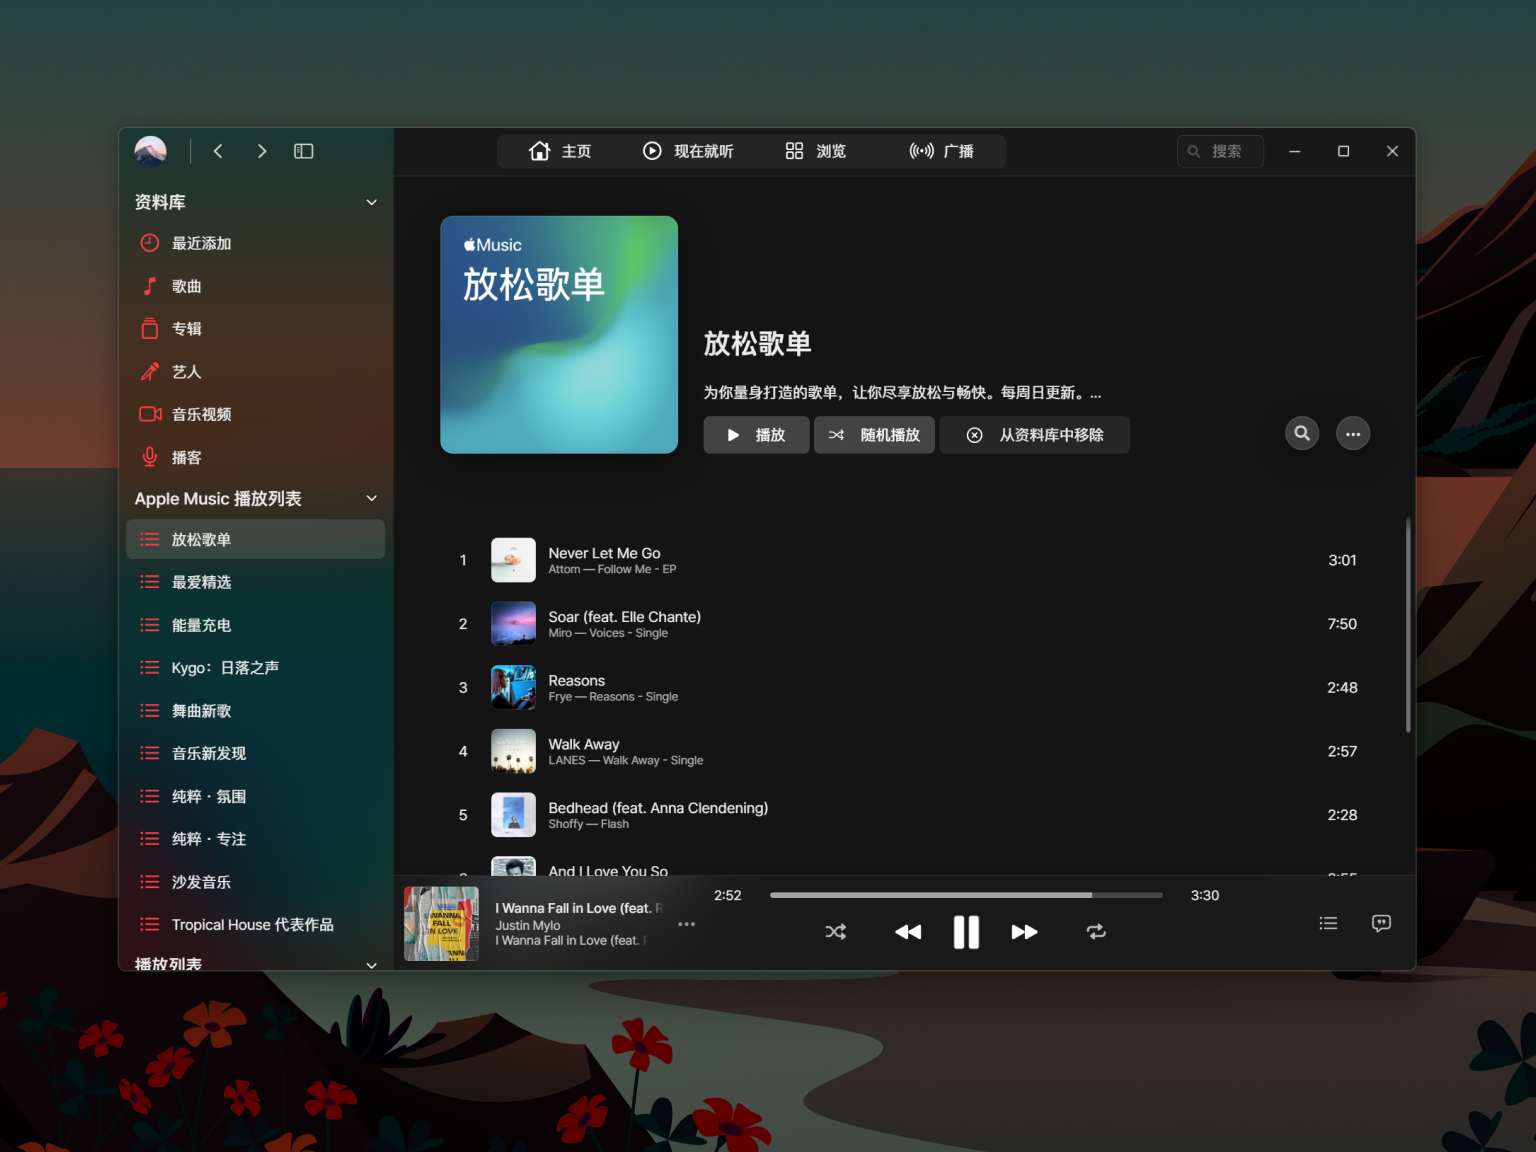 主页
现在就听
浏览
广播
搜索
资料库
最近添加
歌曲
专辑
艺人
音乐视频
播客
Apple Music 播放列表
放松歌单
最爱精选
能量充电
Kygo：日落之声
舞曲新歌
音乐新发现
纯粹 · 氛围
纯粹 · 专注
沙发音乐
Tropical House 代表作品
播放列表
Music
放松歌单
放松歌单
为你量身打造的歌单，让你尽享放松与畅快。每周日更新。...
播放
随机播放
从资料库中移除
1
Never Let Me Go
Attom — Follow Me - EP
3:01
2
Soar (feat. Elle Chante)
Miro — Voices - Single
7:50
3
Reasons
Frye — Reasons - Single
2:48
4
Walk Away
LANES — Walk Away - Single
2:57
5
Bedhead (feat. Anna Clendening)
Shoffy — Flash
2:28
And I Love You So
I WANNA
FALL
IN LOVE
I Wanna Fall in Love (feat. R
Justin Mylo
I Wanna Fall in Love (feat.
2:52
3:30